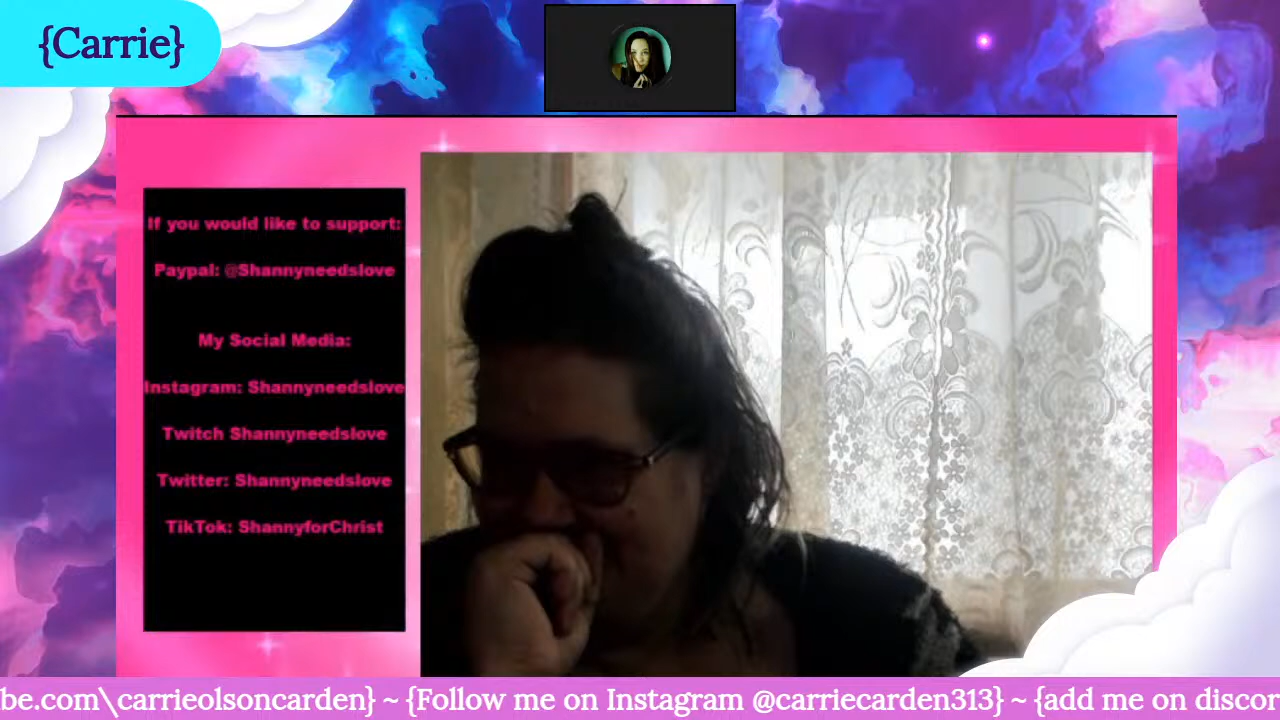 {Carrie}
If you would like to support:
Paypal: @Shannyneedslove
My Social Media:
Instagram: Shannyneedslove
Twitch Shannyneedslove
Twitter: Shannyneedslove
TikTok: ShannyforChrist
be.com\carrieolsoncarden} ~ {Follow me on Instagram @carriecarden313} ~ {add me on discor